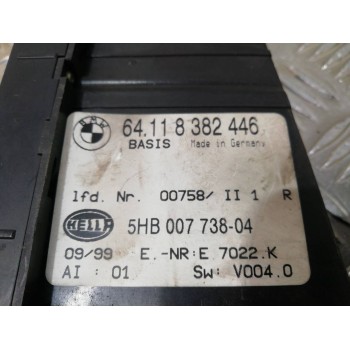 BMW
64.11 8 382 446
BASIS Made in Germany
lfd. Nr. 00758/ II 1 R
HELLA 5HB 007 738-04
09/99 E.-NR:E 7022.K
AI : 01 SW: V004.0